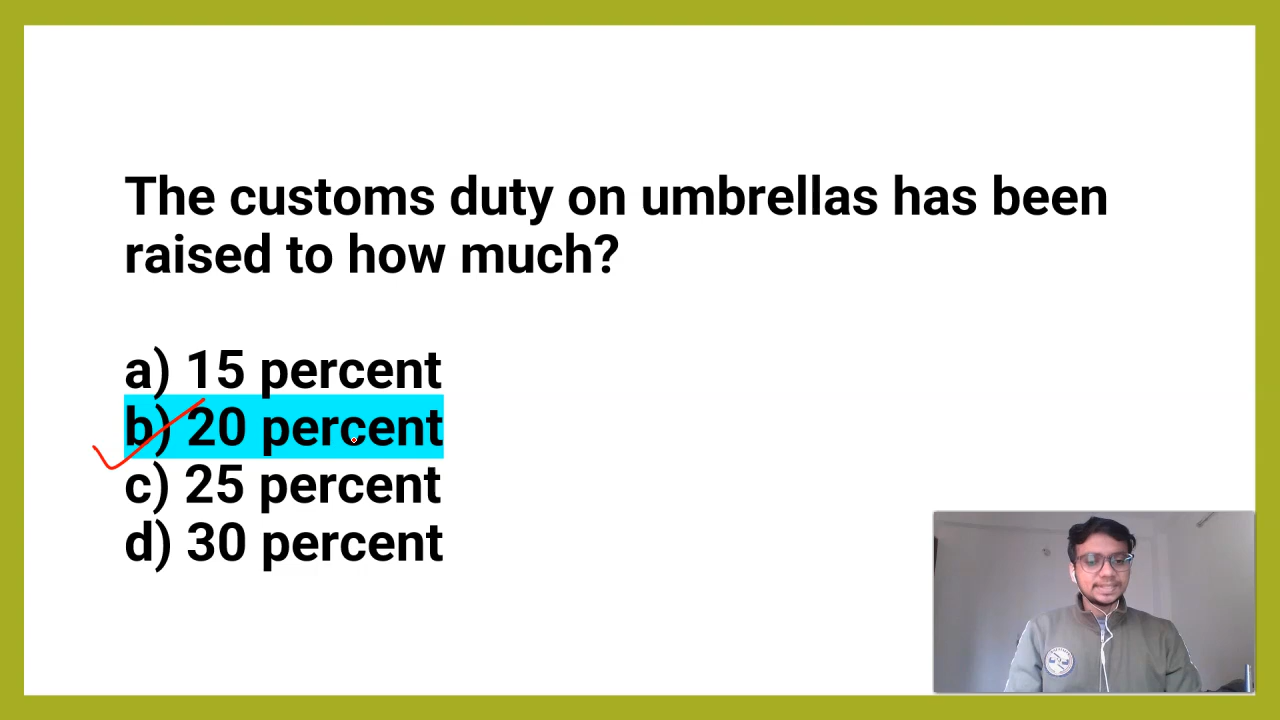 The customs duty on umbrellas has been
raised to how much?
a) 15 percent
b) 20 percent
c) 25 percent
d) 30 percent